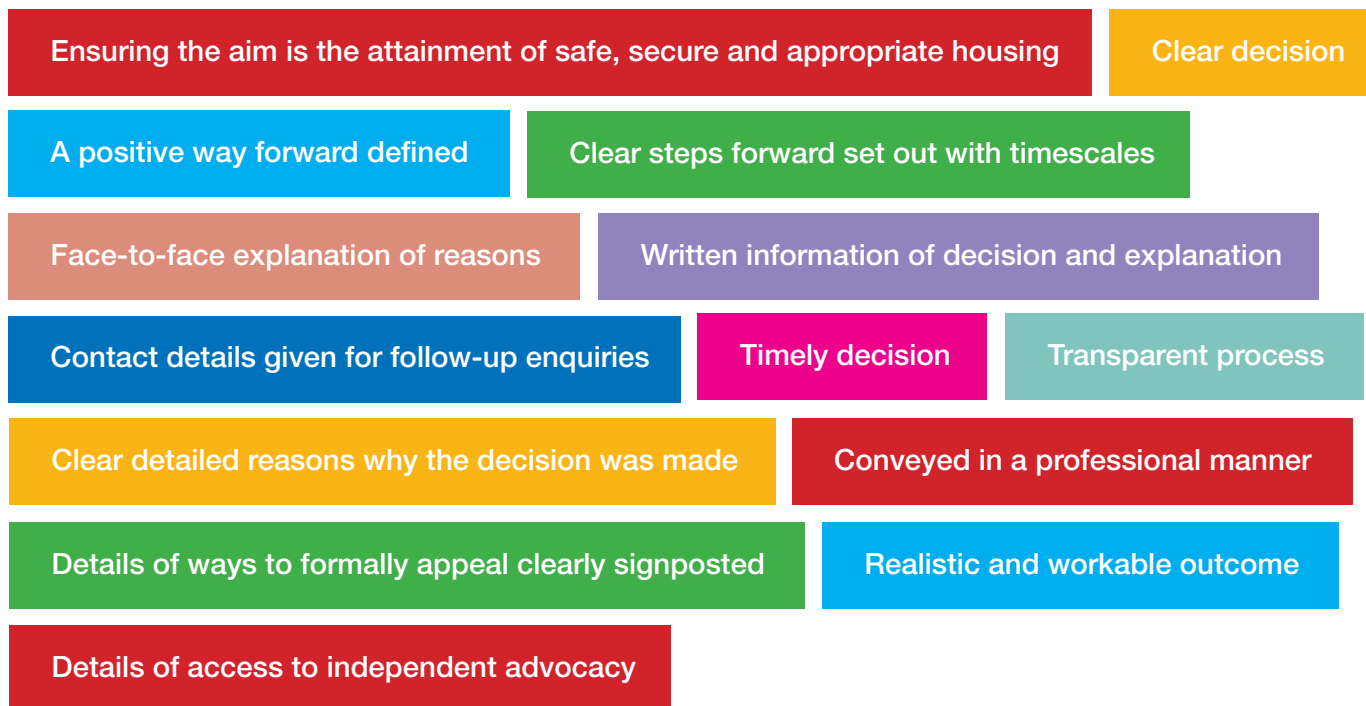 Ensuring the aim is the attainment of safe, secure and appropriate housing
Clear decision
A positive way forward defined
Clear steps forward set out with timescales
Face-to-face explanation of reasons
Written information of decision and explanation
Contact details given for follow-up enquiries
Timely decision
Transparent process
Clear detailed reasons why the decision was made
Conveyed in a professional manner
Details of ways to formally appeal clearly signposted
Realistic and workable outcome
Details of access to independent advocacy